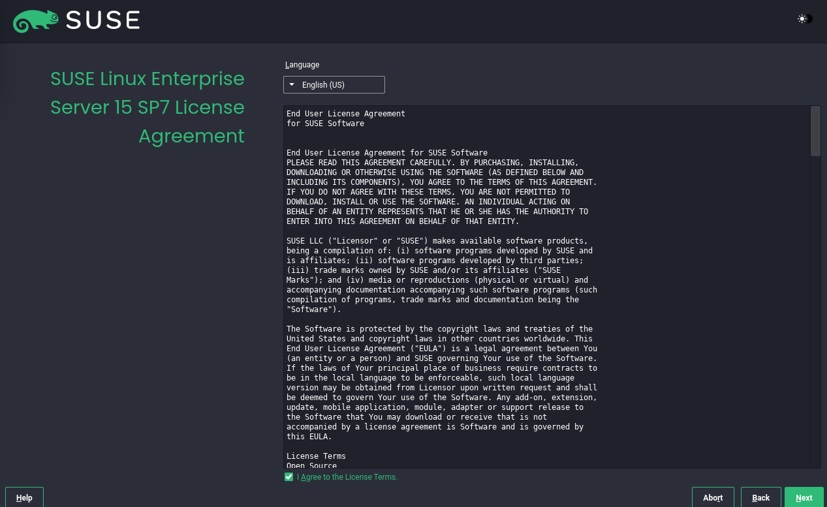 SUSE
SUSE Linux Enterprise
Server 15 SP7 License
Agreement
Language
English (US)
End User License Agreement
for SUSE Software
End User License Agreement for SUSE Software
PLEASE READ THIS AGREEMENT CAREFULLY. BY PURCHASING, INSTALLING,
DOWNLOADING OR OTHERWISE USING THE SOFTWARE (AS DEFINED BELOW AND
INCLUDING ITS COMPONENTS), YOU AGREE TO THE TERMS OF THIS AGREEMENT.
IF YOU DO NOT AGREE WITH THESE TERMS, YOU ARE NOT PERMITTED TO
DOWNLOAD, INSTALL OR USE THE SOFTWARE. AN INDIVIDUAL ACTING ON
BEHALF OF AN ENTITY REPRESENTS THAT HE OR SHE HAS THE AUTHORITY TO
ENTER INTO THIS AGREEMENT ON BEHALF OF THAT ENTITY.
SUSE LLC ("Licensor" or "SUSE") makes available software products,
being a compilation of: (i) software programs developed by SUSE and
is affiliates; (ii) software programs developed by third parties;
(iii) trade marks owned by SUSE and/or its affiliates ("SUSE
Marks"); and (iv) media or reproductions (physical or virtual) and
accompanying documentation accompanying such software programs (such
compilation of programs, trade marks and documentation being the
"Software").
The Software is protected by the copyright laws and treaties of the
United States and copyright laws in other countries worldwide. This
End User License Agreement ("EULA") is a legal agreement between You
(an entity or a person) and SUSE governing Your use of the Software.
If the laws of Your principal place of business require contracts to
be in the local language to be enforceable, such local language
version may be obtained from Licensor upon written request and shall
be deemed to govern Your use of the Software. Any add-on, extension,
update, mobile application, module, adapter or support release to
the Software that You may download or receive that is not
accompanied by a license agreement is Software and is governed by
this EULA.
License Terms
Open Source
I Agree to the License Terms.
Help
Abort
Back
Next